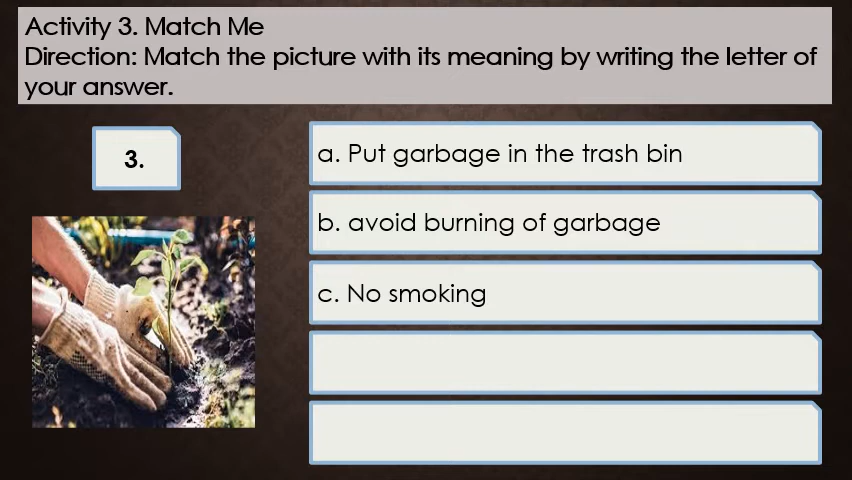 Activity 3. Match Me
Direction: Match the picture with its meaning by writing the letter of
your answer.
3.
a. Put garbage in the trash bin
b. avoid burning of garbage
c. No smoking